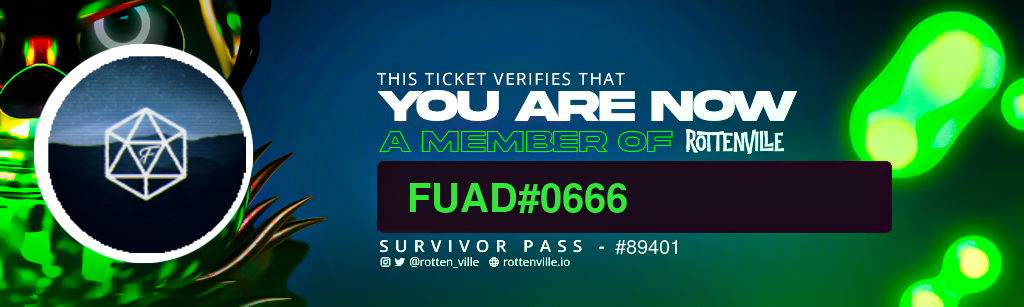 THIS TICKET VERIFIES THAT
YOU ARE NOW
A MEMBER OF ROTTENVILLE
FUAD#0666
SURVIVOR PASS - #89401
@rotten_ville rottenville.io
F